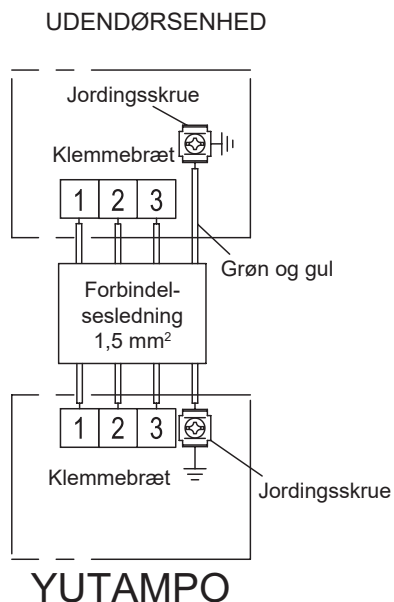 UDENDØRSENHED
Jordingsskrue
Klemmebræt
1 2 3
Grøn og gul
Forbindel-
sesledning
1,5 mm²
1 2 3
Klemmebræt
Jordingsskrue
YUTAMPO